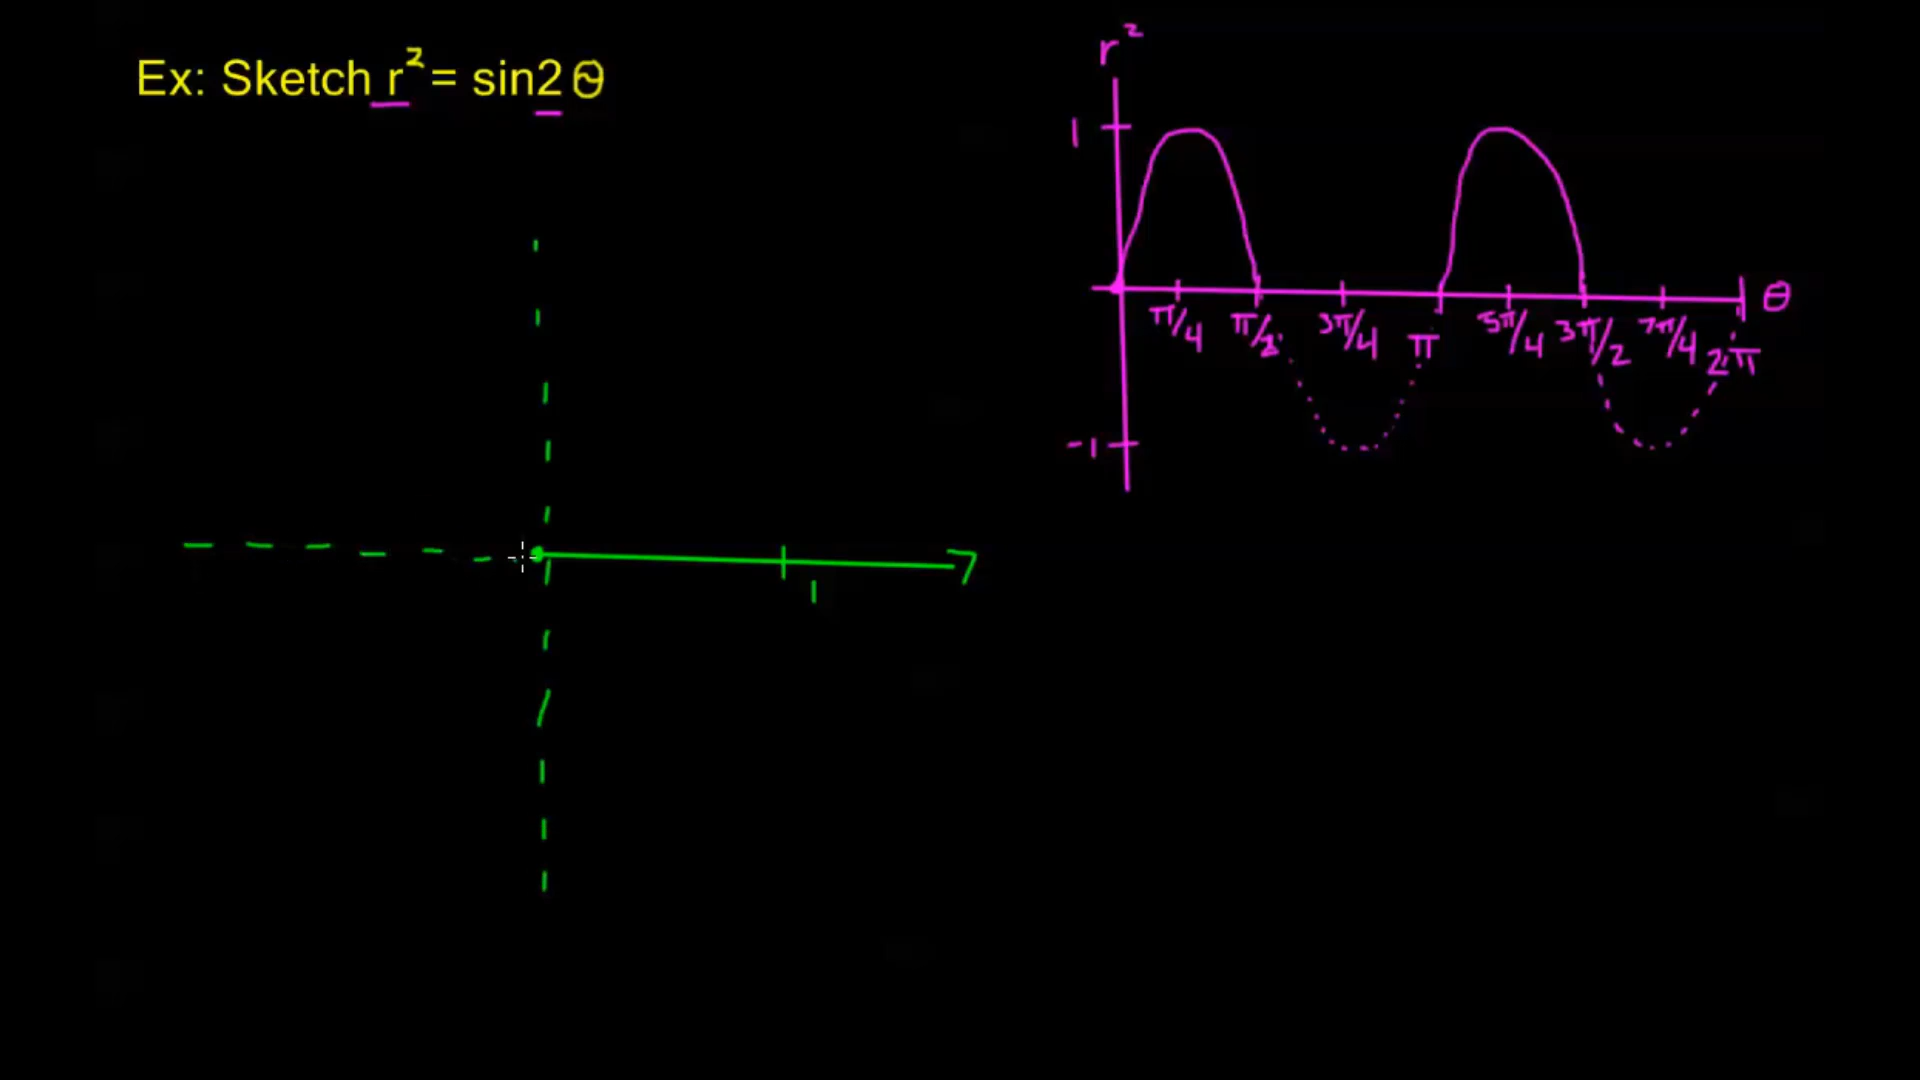 Ex: Sketch r² = sin2θ
r²
1
θ
π/4 π/2 3π/4 π 5π/4 3π/2 7π/4 2π
-1
1